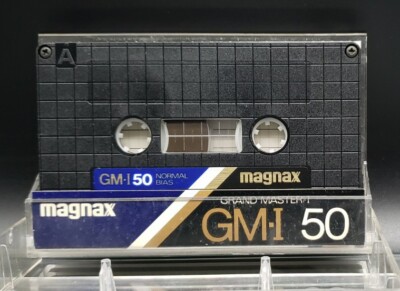 A
GM-I 50 NORMAL BIAS magnax
magnax GRAND MASTER-I
GM-I 50